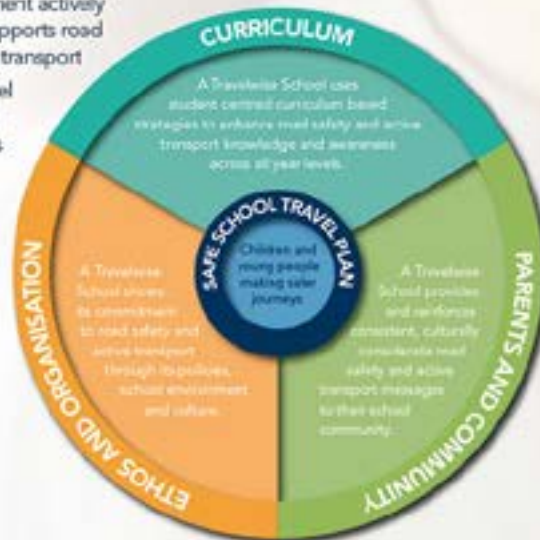 ent actively
pports road
transport
el
s
CURRICULUM
A Travelwise School uses
student centred curriculum based
strategies to enhance road safety and active
transport knowledge and awareness
across all year levels.
SAFE SCHOOL TRAVEL PLAN
Children and
young people
making safer
journeys
ETHOS AND ORGANISATION
A Travelwise
School shows
its commitment
to road safety and
active transport
through its policies,
school environment
and culture.
PARENTS AND COMMUNITY
A Travelwise
School provides
and reinforces
consistent, culturally
considerate road
safety and active
transport messages
to their school
community.